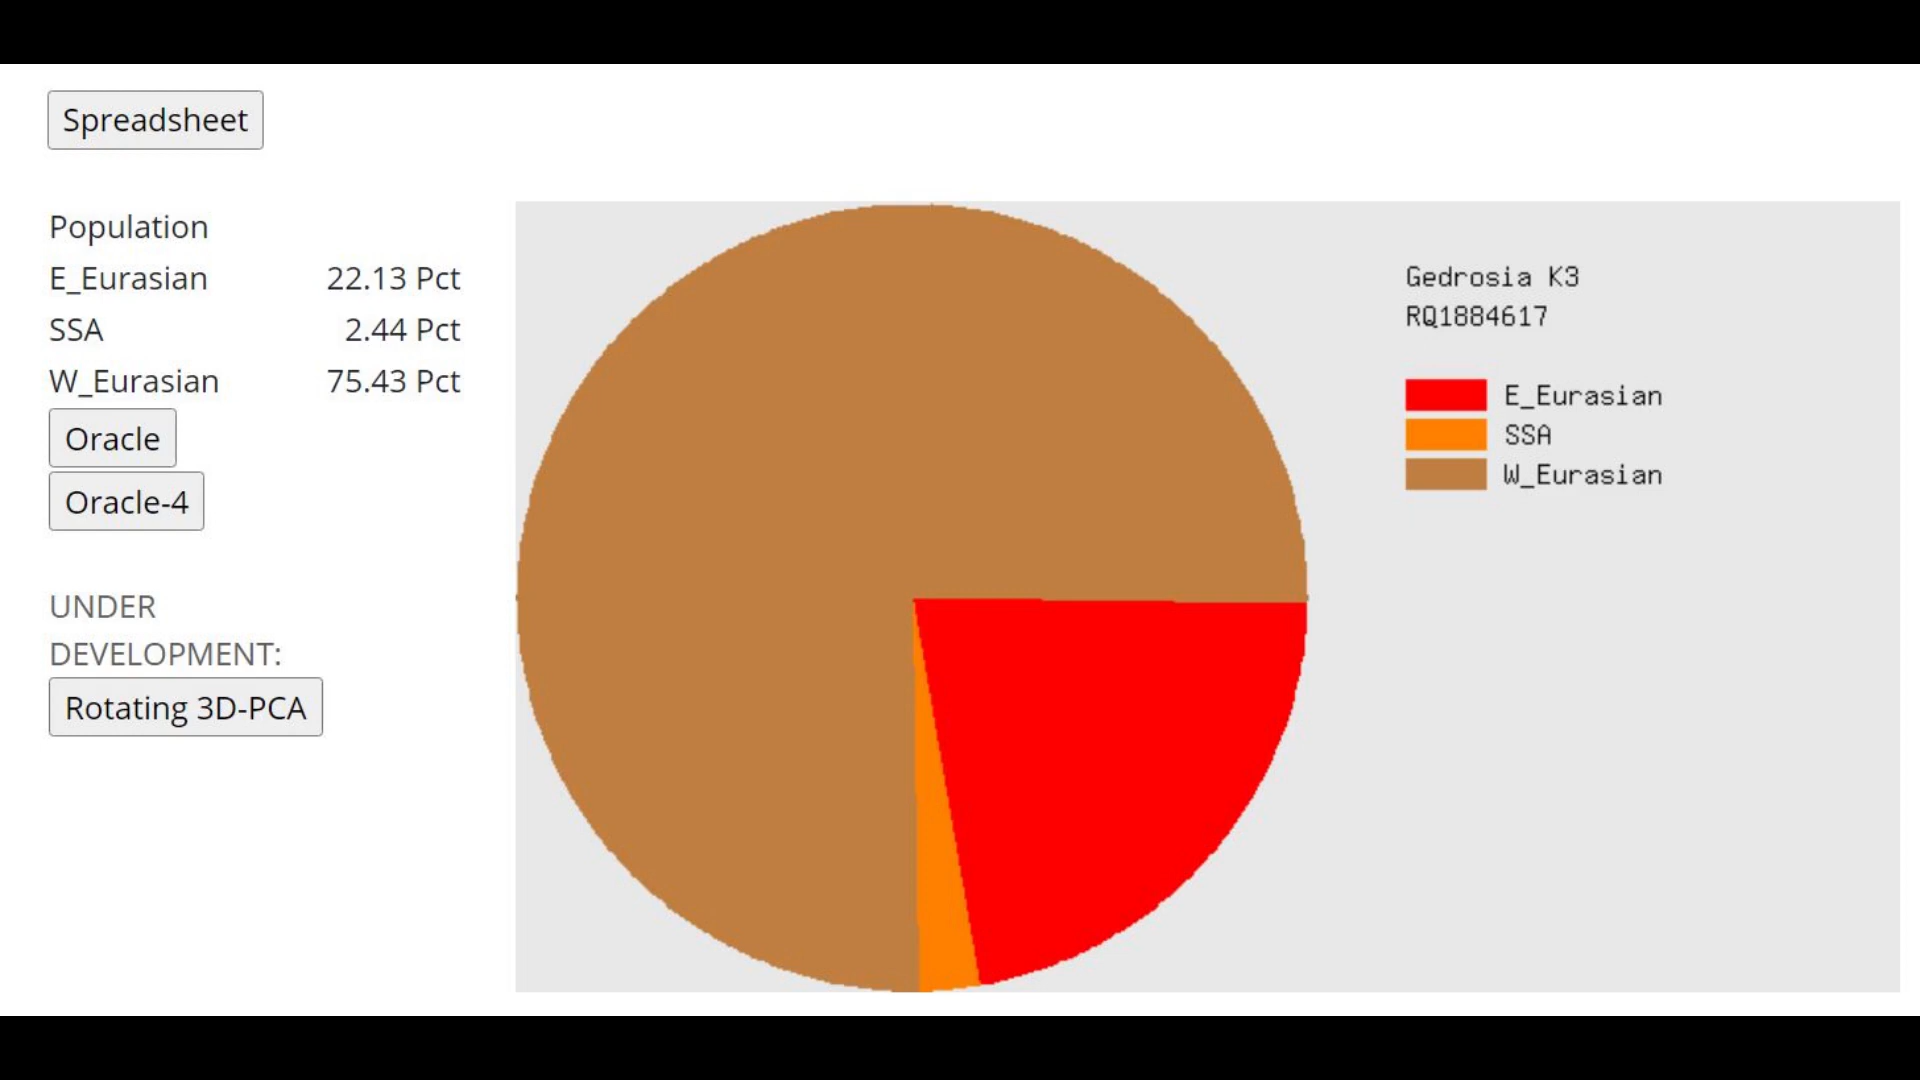 Spreadsheet
Population
E_Eurasian 22.13 Pct
SSA 2.44 Pct
W_Eurasian 75.43 Pct
Oracle
Oracle-4
UNDER
DEVELOPMENT:
Rotating 3D-PCA
Gedrosia K3
RQ1884617
E_Eurasian
SSA
W_Eurasian